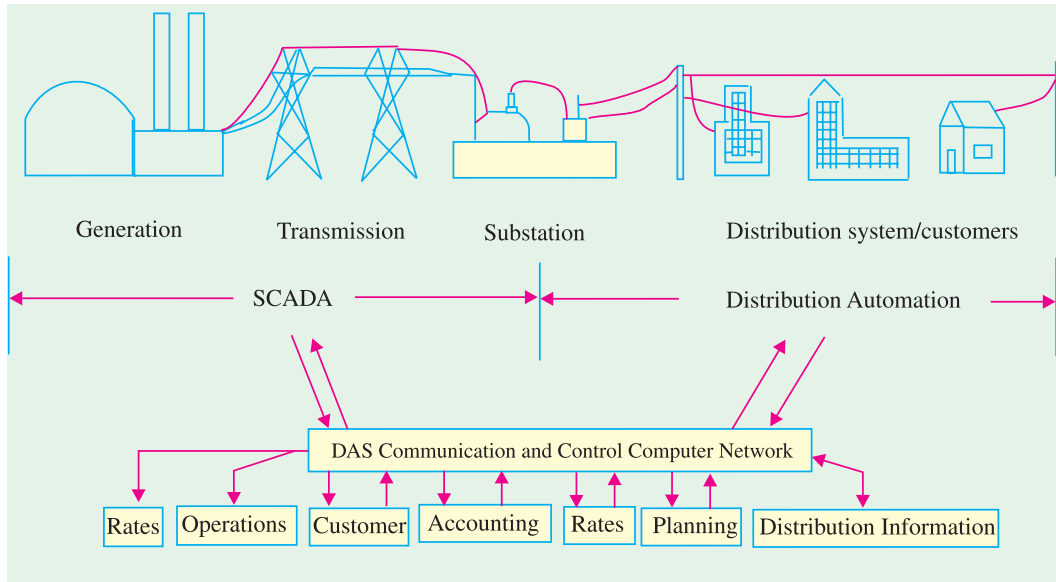 Generation
Transmission
Substation
Distribution system/customers
SCADA
Distribution Automation
DAS Communication and Control Computer Network
Rates
Operations
Customer
Accounting
Rates
Planning
Distribution Information